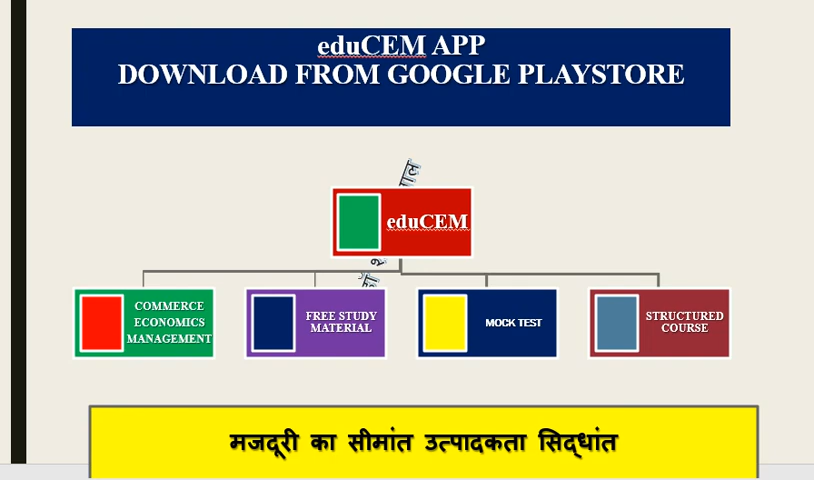 eduCEM APP
DOWNLOAD FROM GOOGLE PLAYSTORE
eduCEM
COMMERCE
ECONOMICS
MANAGEMENT
FREE STUDY
MATERIAL
MOCK TEST
STRUCTURED
COURSE
मजदूरी का सीमांत उत्पादकता सिद्धांत